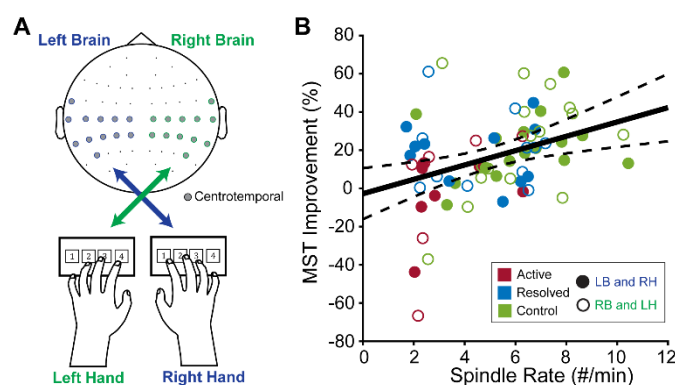 A
Left Brain Right Brain
Centrotemporal
1 2 3 4
1 2 3 4
Left Hand Right Hand
B
MST Improvement (%)
80
60
40
20
0
-20
-40
-60
-80
Active
Resolved
Control
LB and RH
RB and LH
0 2 4 6 8 10 12
Spindle Rate (#/min)